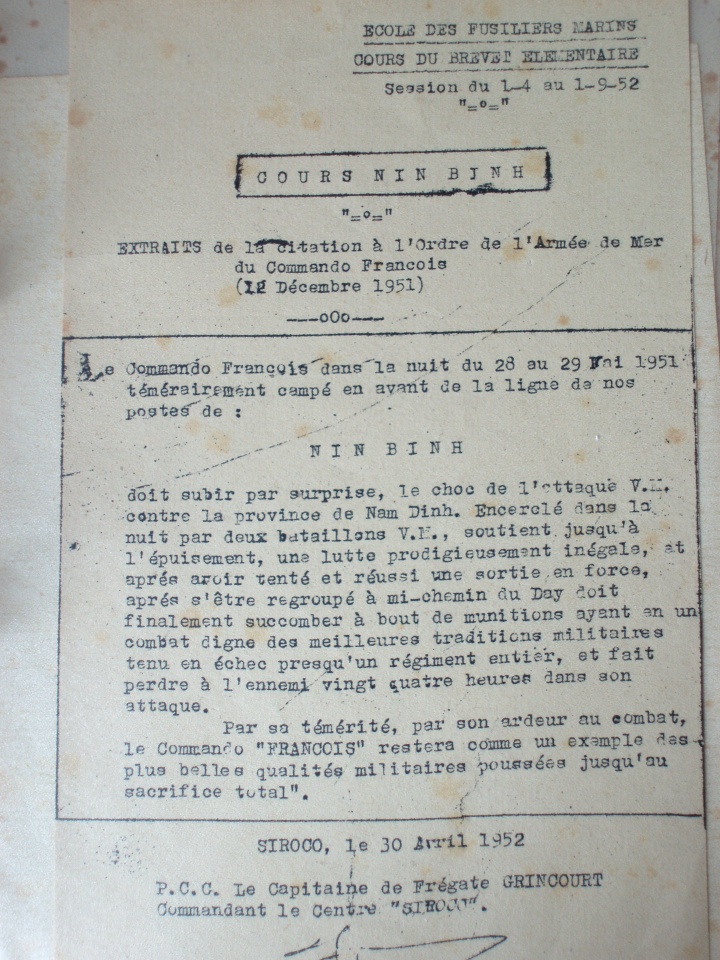 ECOLE DES FUSILIERS MARINS
COURS DU BREVET ELEMENTAIRE
Session du 1-4 au 1-9-52
"=o="
COURS NIN BINH
"=o="
EXTRAITS de la citation à l'Ordre de l'Armée de Mer
du Commando Francois
(12 Décembre 1951)
---oOo---
Le Commando François dans la nuit du 28 au 29 Mai 1951
témérairement campé en avant de la ligne de nos
postes de :
NIN BINH
doit subir par surprise, le choc de l'attaque V.M.
contre la province de Nam Dinh. Encerclé dans la
nuit par deux bataillons V.M., soutient jusqu'à
l'épuisement, une lutte prodigieusement inégale, et
aprés avoir tenté et réussi une sortie en force,
aprés s'être regroupé à mi-chemin du Day doit
finalement succomber à bout de munitions ayant en un
combat digne des meilleures traditions militaires
tenu en échec presqu'un régiment entier, et fait
perdre à l'ennemi vingt quatre heures dans son
attaque.
Par sa témérité, par son ardeur au combat,
le Commando "FRANCOIS" restera comme un exemple des
plus belles qualités militaires poussées jusqu'au
sacrifice total".
SIROCO, le 30 Avril 1952
P.C.C. Le Capitaine de Frégate GRINCOURT
Commandant le Centre "SIROCO".